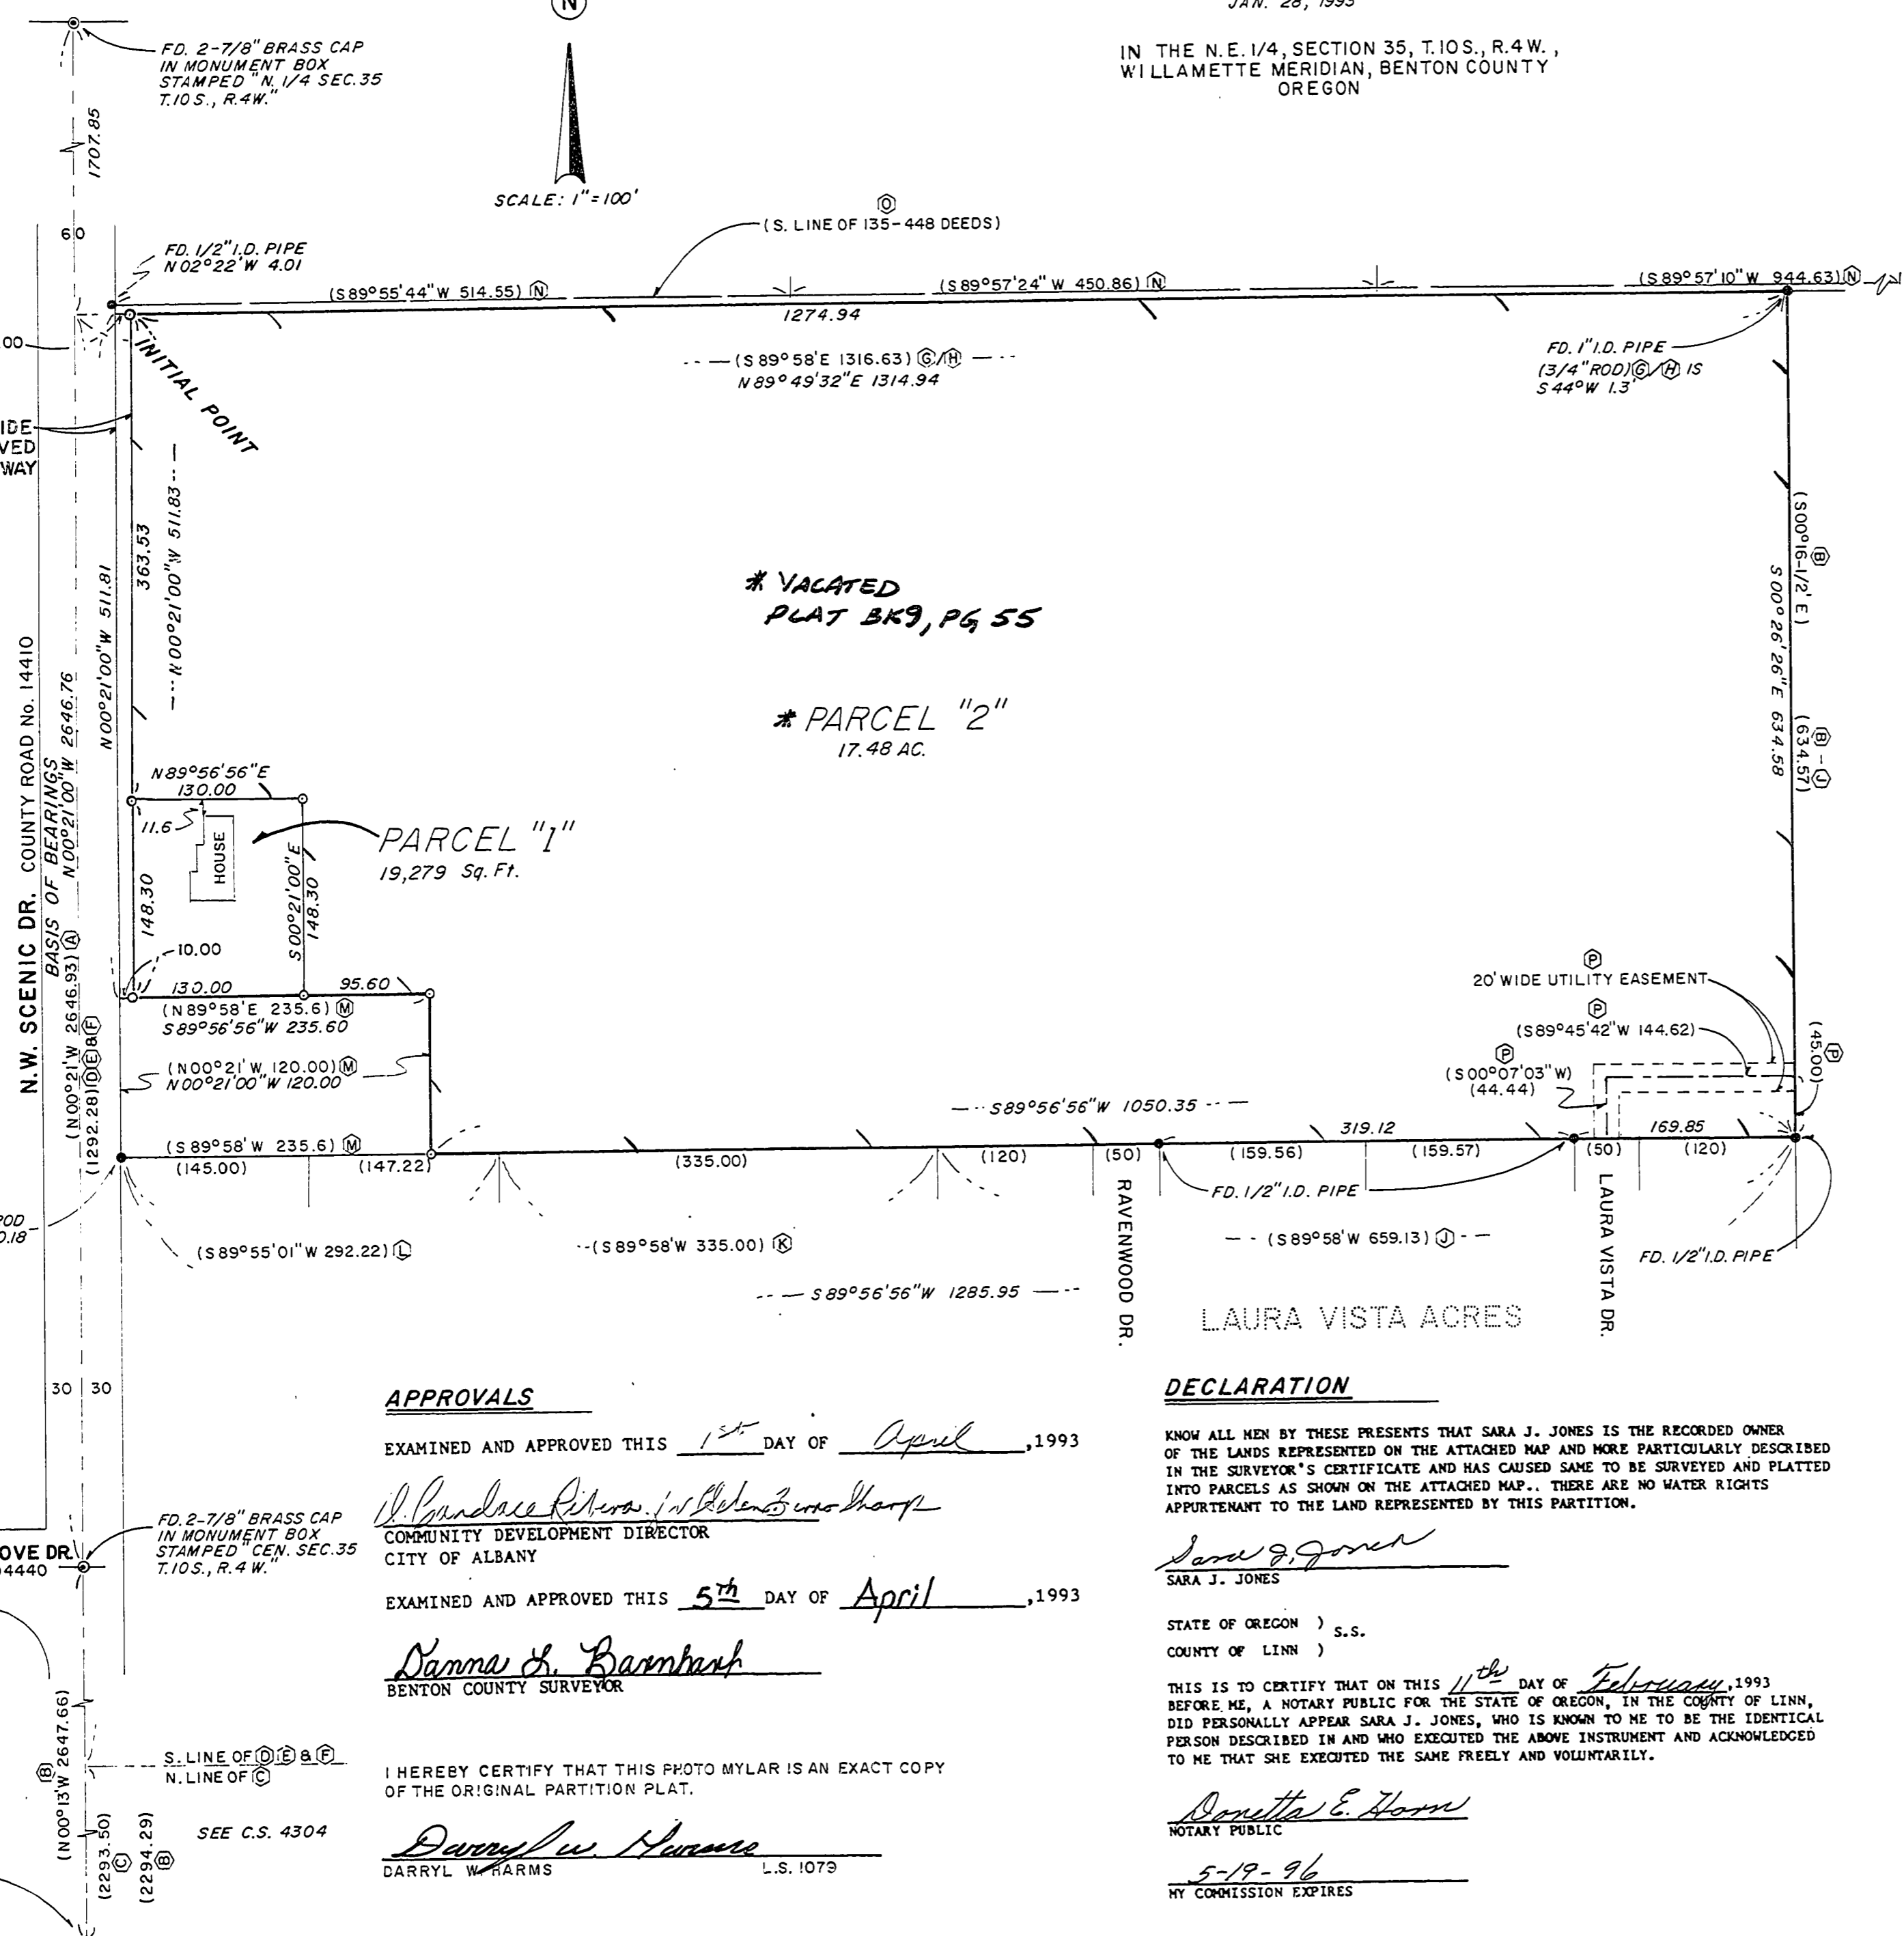 N
JAN. 28, 1993
IN THE N.E. 1/4, SECTION 35, T.10S., R.4W.,
WILLAMETTE MERIDIAN, BENTON COUNTY
OREGON
FD. 2-7/8" BRASS CAP
IN MONUMENT BOX
STAMPED "N. 1/4 SEC.35
T.10S., R.4W."
1707.85
SCALE: 1"=100'
60
FD. 1/2" I.D. PIPE
N02°22'W 4.01
O
(S. LINE OF 135-448 DEEDS)
(S89°55'44"W 514.55) N
(S89°57'24"W 450.86) N
(S89°57'10"W 944.63) N
1274.94
--- (S89°58'E 1316.63) G/H ---
N89°49'32"E 1314.94
FD. 1" I.D. PIPE
(3/4" ROD) G/H IS
S44°W 1.3'
INITIAL POINT
.00
IDE
VED
WAY
363.53
---N00°21'00"W 511.83---
N00°21'00"W 511.81
* VACATED
PLAT BK9, PG 55
* PARCEL "2"
17.48 AC.
(S00°16-1/2'E) B
S00°26'26"E 634.58
(634.57) B-J
N.W. SCENIC DR. COUNTY ROAD No. 14410
BASIS OF BEARINGS
N00°21'00"W 2646.76
(N00°21'W 2646.93) A
(1292.28) D E & F
N89°56'56"E
130.00
11.6
HOUSE
PARCEL "1"
19,279 Sq. Ft.
148.30
S00°21'00"E
148.30
10.00
130.00
95.60
(N89°58'E 235.6) M
S89°56'56"W 235.60
(N00°21'W 120.00) M
N00°21'00"W 120.00
P
20' WIDE UTILITY EASEMENT
P
(S89°45'42"W 144.62)
P
(S00°07'03"W)
(44.44)
(45.00) P
--- S89°56'56"W 1050.35 ---
319.12
169.85
(S89°58'W 235.6) M
(145.00)
(147.22)
(335.00)
(120)
(50)
(159.56)
(159.57)
(50)
(120)
FD. 1/2" I.D. PIPE
RAVENWOOD DR.
LAURA VISTA DR.
FD. 1/2" I.D. PIPE
OD
0.18
(S89°55'01"W 292.22) L
--(S89°58'W 335.00) K
-- (S89°58'W 659.13) J --
--- S89°56'56"W 1285.95 ---
LAURA VISTA ACRES
30 30
APPROVALS
EXAMINED AND APPROVED THIS 1st DAY OF April, 1993
COMMUNITY DEVELOPMENT DIRECTOR
CITY OF ALBANY
EXAMINED AND APPROVED THIS 5th DAY OF April, 1993
BENTON COUNTY SURVEYOR
I HEREBY CERTIFY THAT THIS PHOTO MYLAR IS AN EXACT COPY
OF THE ORIGINAL PARTITION PLAT.
Darryl W. Harms
DARRYL W. HARMS L.S. 1079
FD. 2-7/8" BRASS CAP
IN MONUMENT BOX
STAMPED "CEN. SEC.35
T.10S., R.4W."
OVE DR.
4440
(N00°13'W 2647.66) B
S. LINE OF D E & F
N. LINE OF C
SEE C.S. 4304
(2293.50) C
(2294.29) B
DECLARATION
KNOW ALL MEN BY THESE PRESENTS THAT SARA J. JONES IS THE RECORDED OWNER
OF THE LANDS REPRESENTED ON THE ATTACHED MAP AND MORE PARTICULARLY DESCRIBED
IN THE SURVEYOR'S CERTIFICATE AND HAS CAUSED SAME TO BE SURVEYED AND PLATTED
INTO PARCELS AS SHOWN ON THE ATTACHED MAP.. THERE ARE NO WATER RIGHTS
APPURTENANT TO THE LAND REPRESENTED BY THIS PARTITION.
Sara J. Jones
SARA J. JONES
STATE OF OREGON ) S.S.
COUNTY OF LINN )
THIS IS TO CERTIFY THAT ON THIS 11th DAY OF February, 1993
BEFORE ME, A NOTARY PUBLIC FOR THE STATE OF OREGON, IN THE COUNTY OF LINN,
DID PERSONALLY APPEAR SARA J. JONES, WHO IS KNOWN TO ME TO BE THE IDENTICAL
PERSON DESCRIBED IN AND WHO EXECUTED THE ABOVE INSTRUMENT AND ACKNOWLEDGED
TO ME THAT SHE EXECUTED THE SAME FREELY AND VOLUNTARILY.
Donetta E. Horn
NOTARY PUBLIC
5-19-96
MY COMMISSION EXPIRES